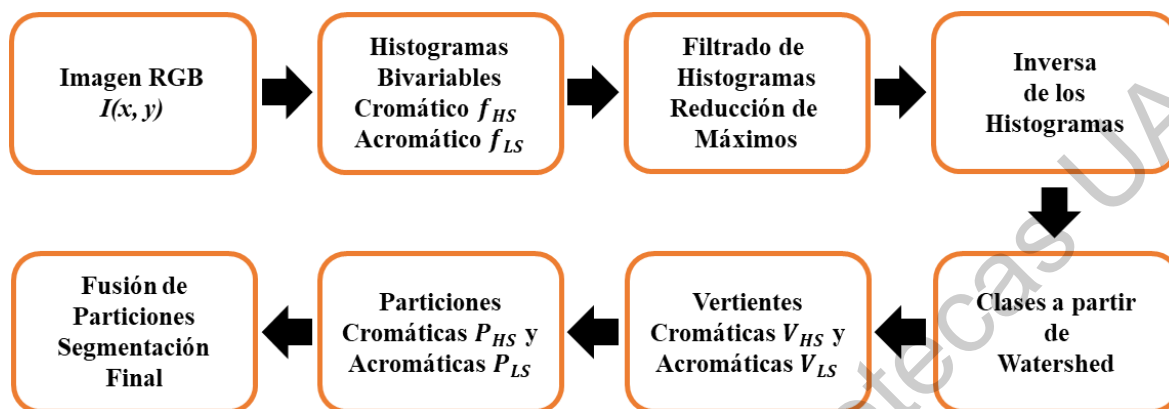 Imagen RGB
I(x, y)
Histogramas
Bivariables
Cromático f_HS
Acromático f_LS
Filtrado de
Histogramas
Reducción de
Máximos
Inversa
de los
Histogramas
Clases a partir
de
Watershed
Vertientes
Cromáticas V_HS y
Acromáticas V_LS
Particiones
Cromáticas P_HS y
Acromáticas P_LS
Fusión de
Particiones
Segmentación
Final